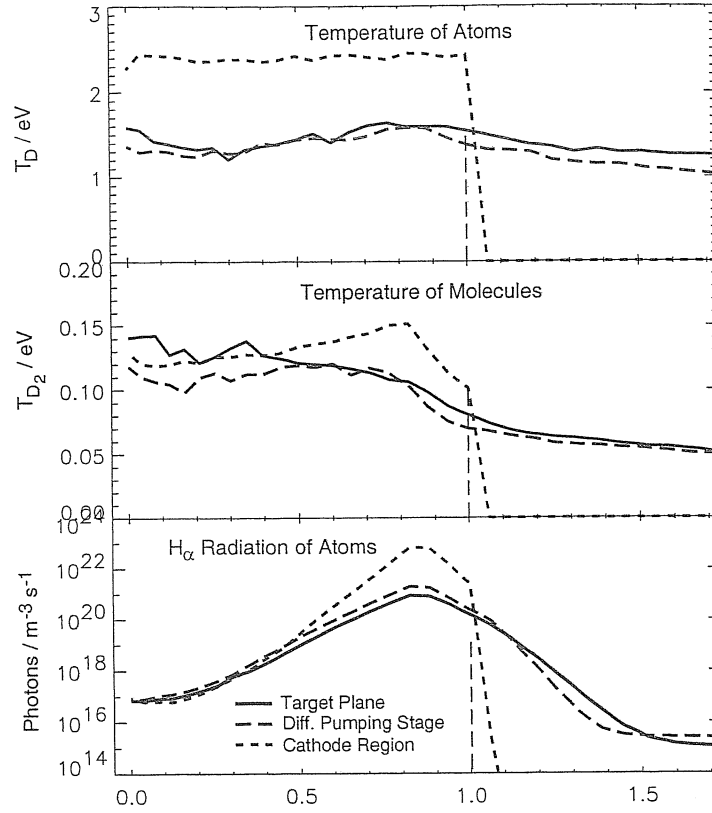 3
Temperature of Atoms
2
T_D / eV
1
0
0.20
Temperature of Molecules
0.15
T_D₂ / eV
0.10
0.05
0.00
10^24
Hα Radiation of Atoms
10^22
Photons / m^-3 s^-1
10^20
10^18
Target Plane
Diff. Pumping Stage
10^16
Cathode Region
10^14
0.0 0.5 1.0 1.5